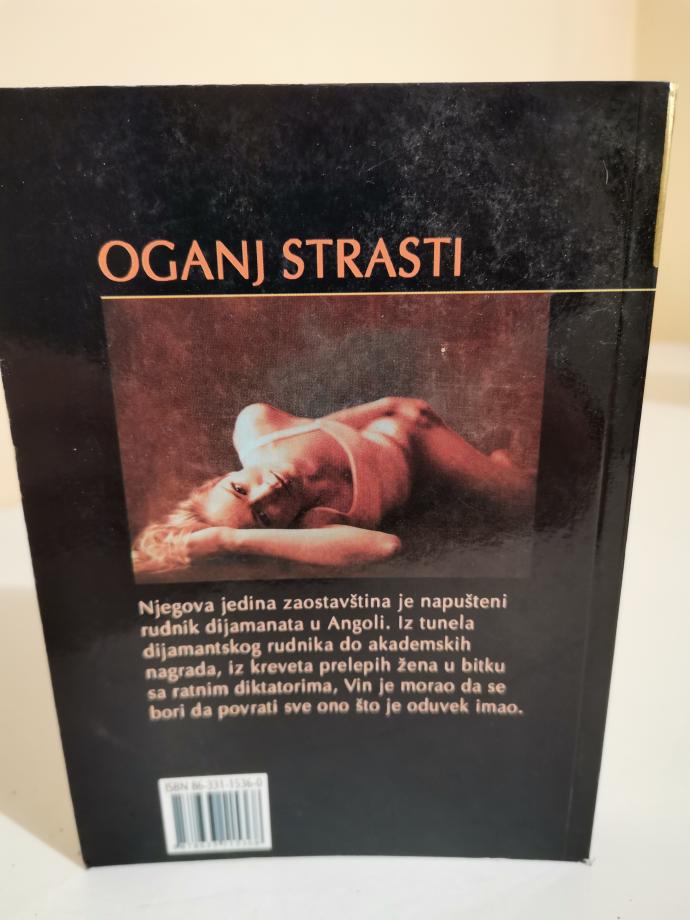 OGANJ STRASTI
Njegova jedina zaostavština je napušteni
rudnik dijamanata u Angoli. Iz tunela
dijamantskog rudnika do akademskih
nagrada, iz kreveta prelepih žena u bitku
sa ratnim diktatorima, Vin je morao da se
bori da povrati sve ono što je oduvek imao.
ISBN 86-331-1536-0